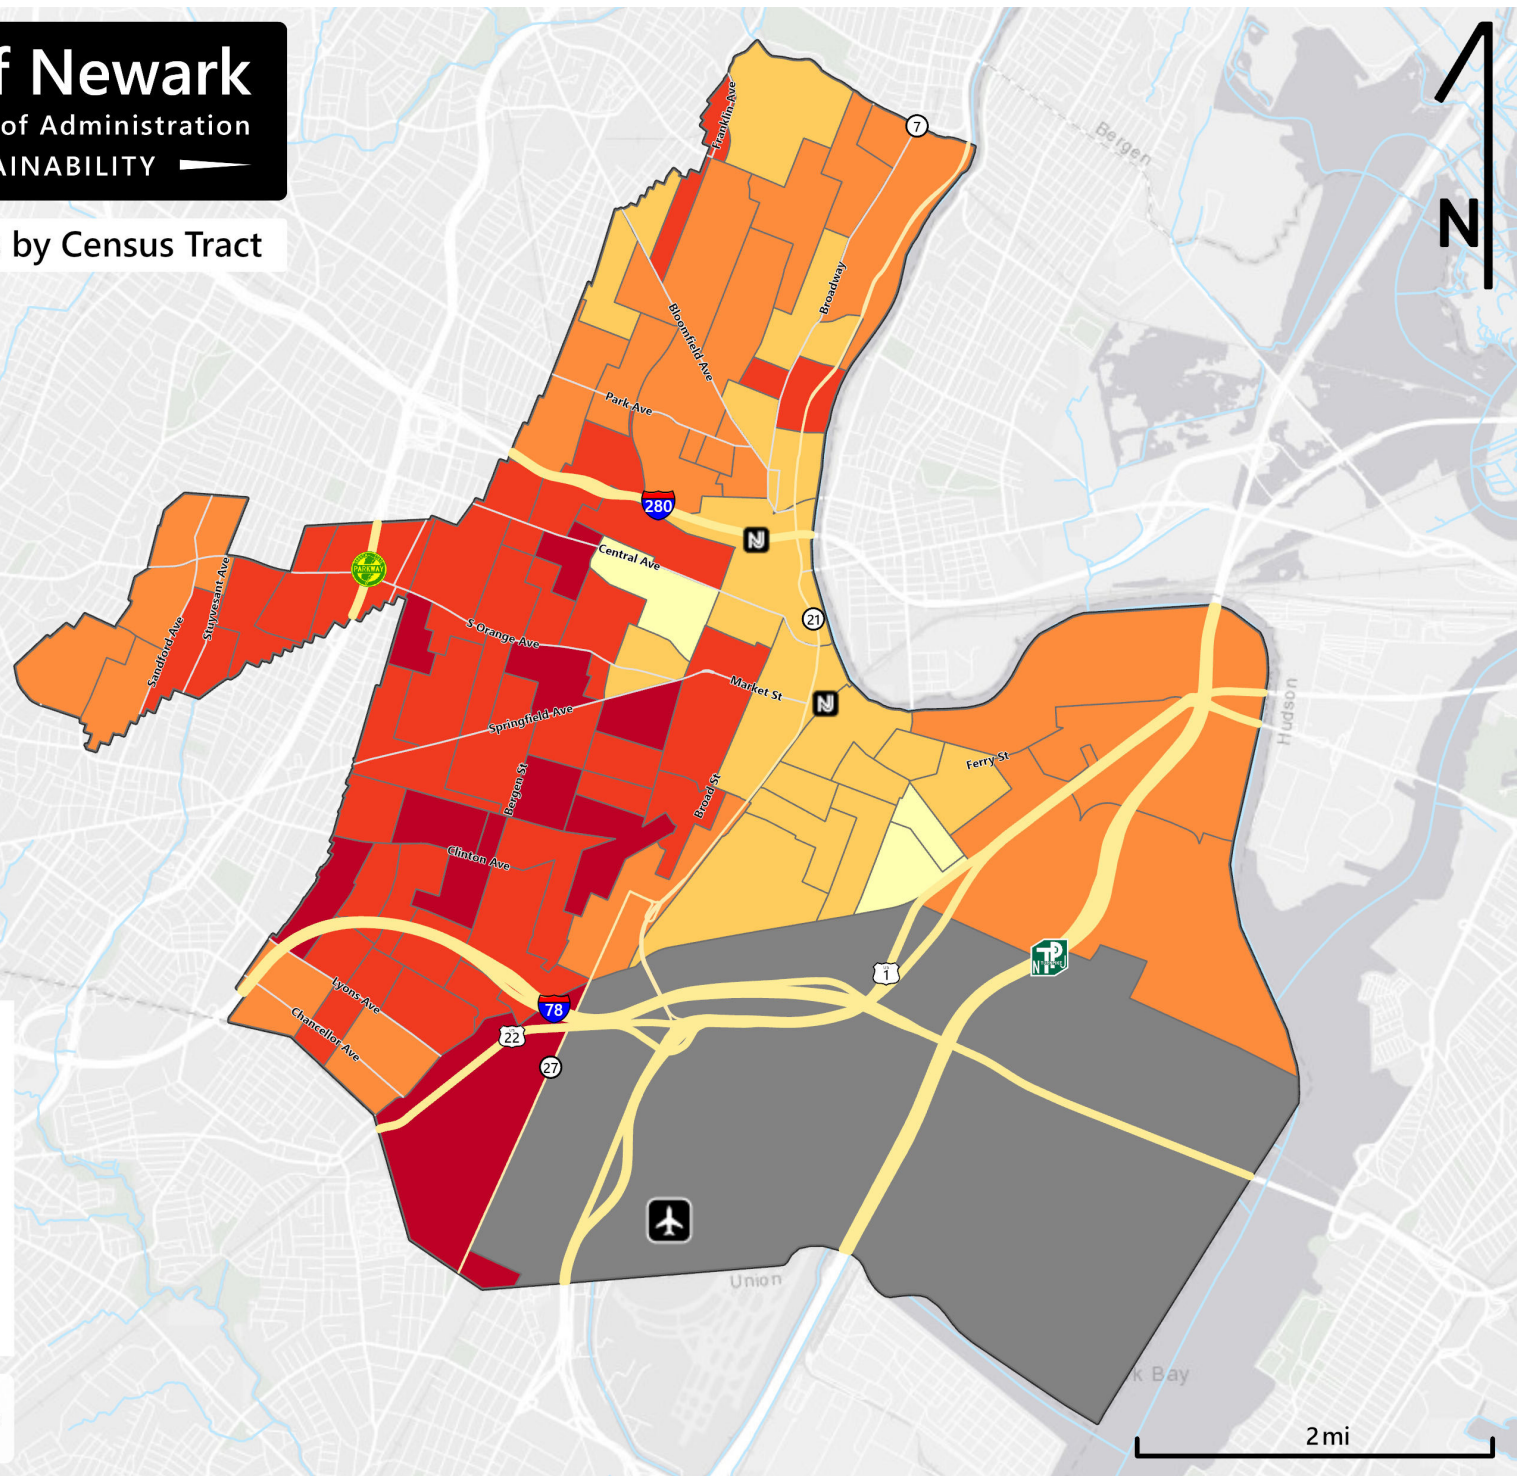 f Newark
of Administration
AINABILITY
by Census Tract
N
Bergen
7
Franklin Ave
Broadway
Bloomfield Ave
Park Ave
280
Central Ave
PARKWAY
Stuyvesant Ave
Sandford Ave
S Orange Ave
21
Market St
Springfield Ave
Hudson
Ferry St
Bergen St
Broad St
Clinton Ave
1
Lyons Ave
Chancellor Ave
78
22
27
Union
k Bay
2 mi